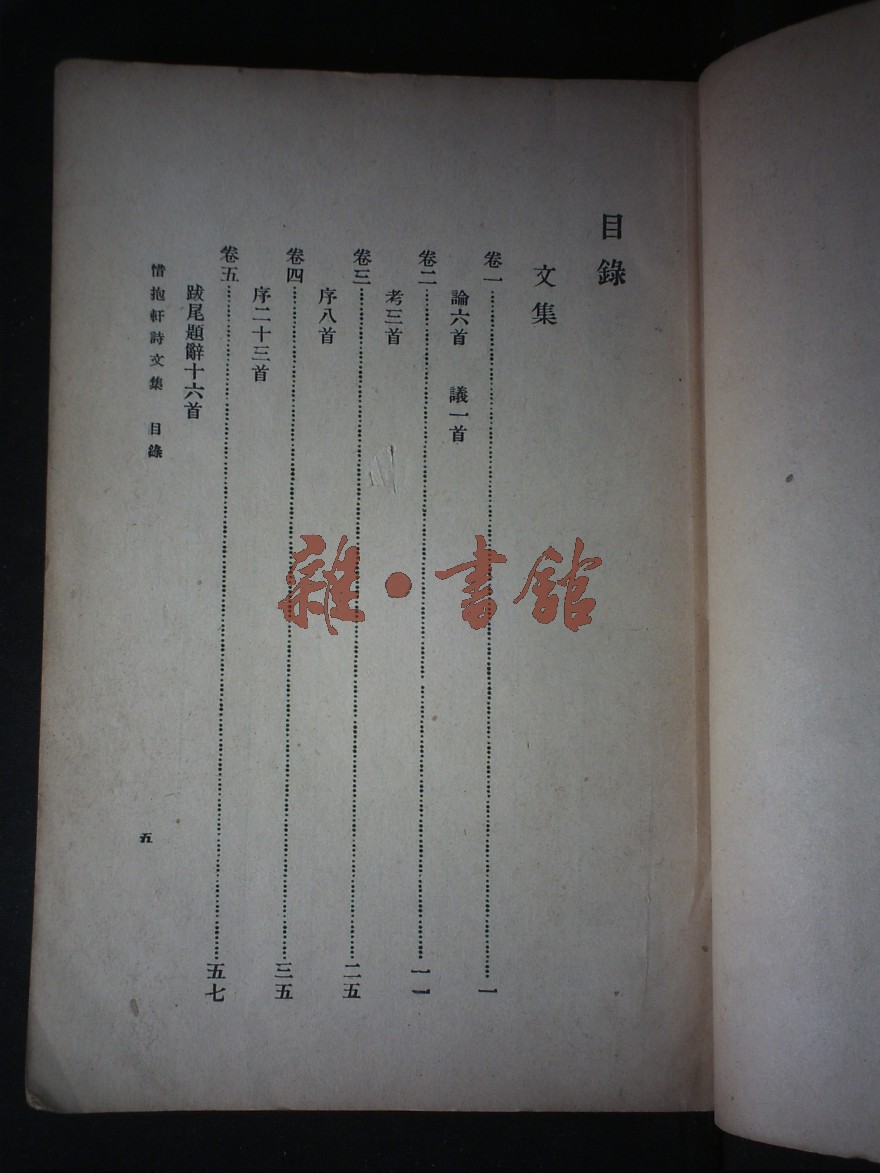 目錄
文集
卷一……一
論六首 議一首
卷二……一一
考三首
卷三……二五
序八首
卷四……三五
序二十三首
卷五……五七
跋尾題辭十六首
惜抱軒詩文集 目錄
五
雜·書館